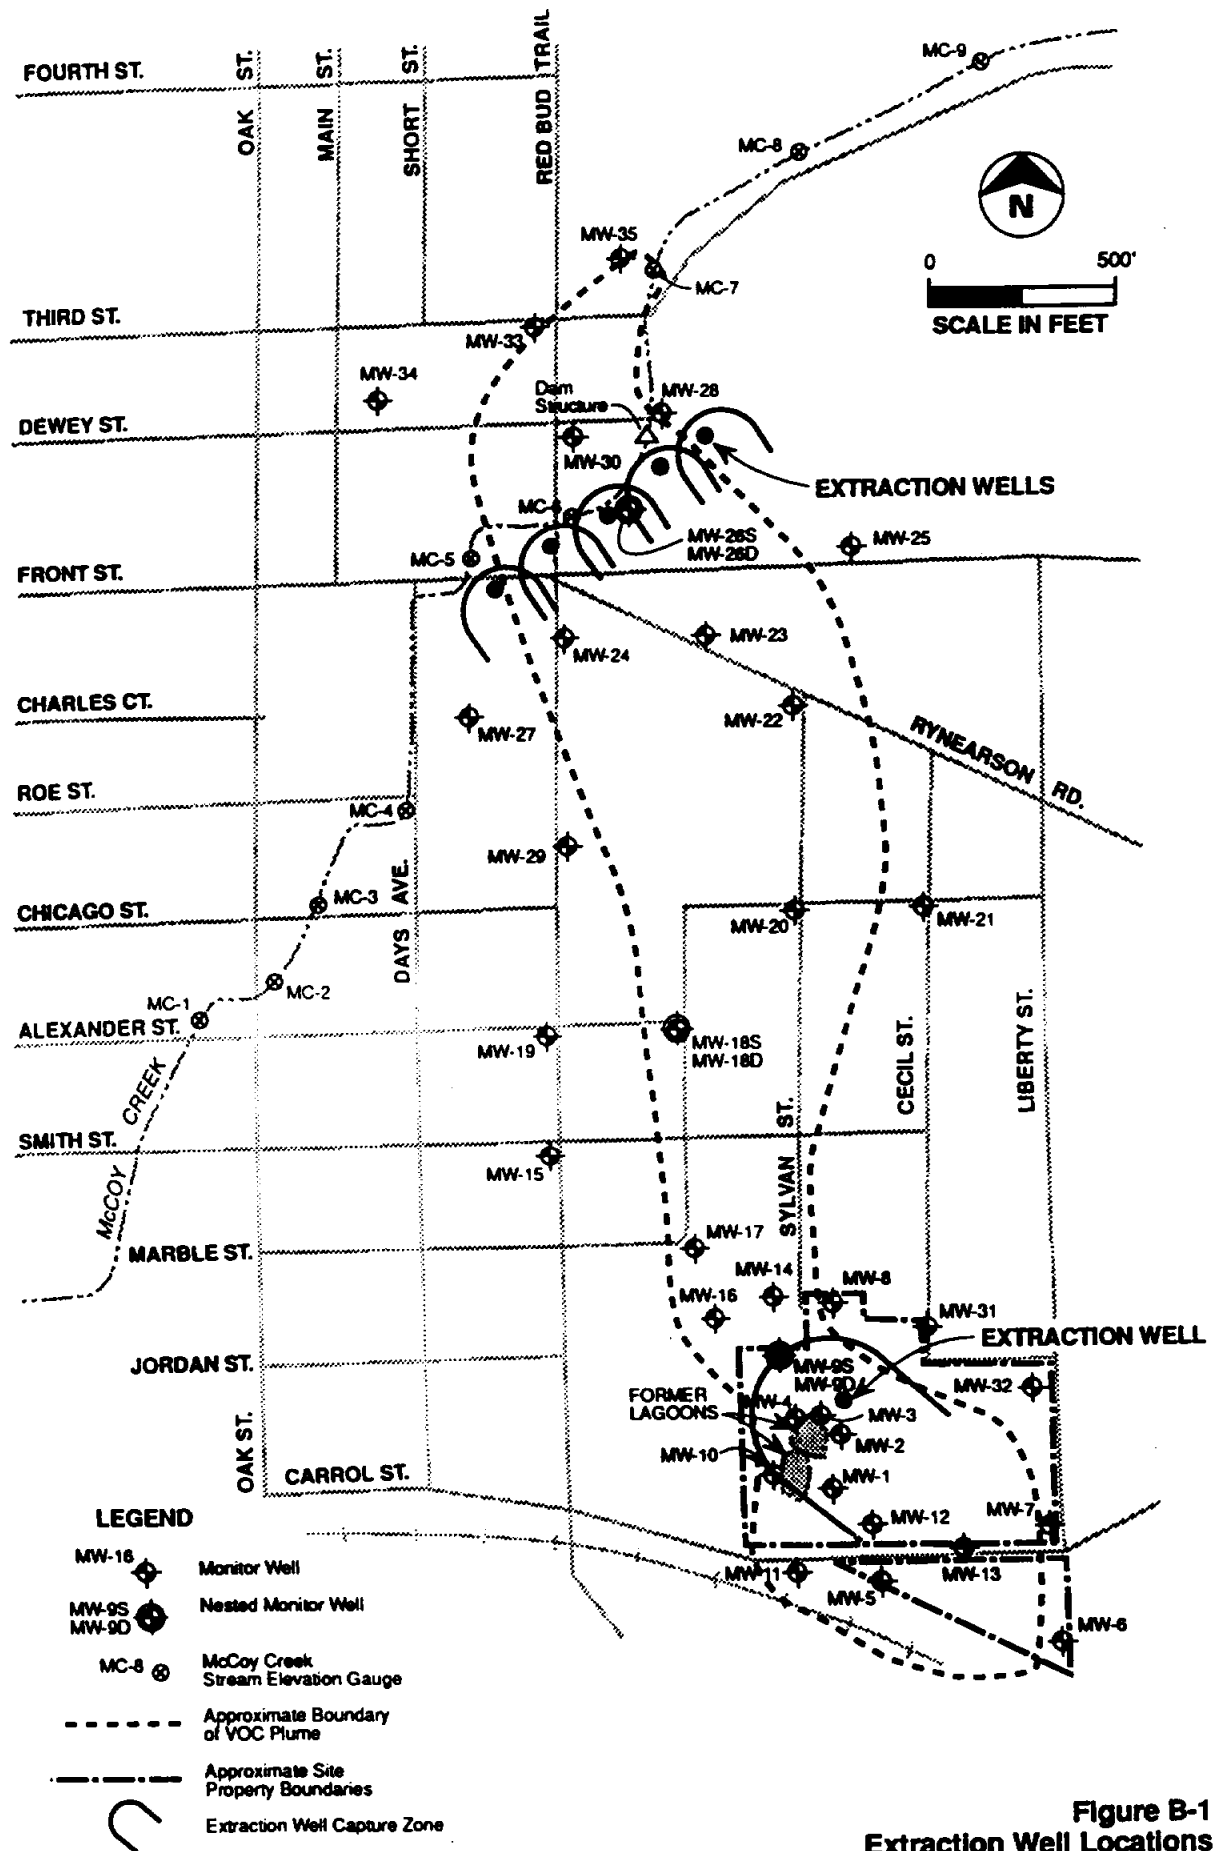 MC-9
FOURTH ST.
OAK ST.
MAIN ST.
SHORT ST.
RED BUD TRAIL
MC-8
N
MW-35
0 500'
SCALE IN FEET
MC-7
THIRD ST.
MW-33
MW-34
Dam
Structure
MW-28
DEWEY ST.
MW-30
EXTRACTION WELLS
MC-6
MW-26S
MW-26D
MW-25
MC-5
FRONT ST.
MW-24
MW-23
CHARLES CT.
MW-27
MW-22
RYNEARSON RD.
ROE ST.
MC-4
MW-29
DAYS AVE.
MC-3
CHICAGO ST.
MW-20
MW-21
MC-2
MC-1
ALEXANDER ST.
MW-19
MW-18S
MW-18D
CECIL ST.
LIBERTY ST.
McCOY CREEK
SMITH ST.
MW-15
SYLVAN ST.
MARBLE ST.
MW-17
MW-14
MW-8
MW-16
MW-31
EXTRACTION WELL
JORDAN ST.
MW-9S
MW-9D
MW-32
FORMER
LAGOONS
MW-4
MW-3
MW-2
MW-10
OAK ST.
CARROL ST.
MW-1
MW-12
MW-7
MW-11
MW-5
MW-13
MW-6
LEGEND
MW-16
Monitor Well
MW-9S
MW-9D
Nested Monitor Well
MC-8
McCoy Creek
Stream Elevation Gauge
Approximate Boundary
of VOC Plume
Approximate Site
Property Boundaries
Extraction Well Capture Zone
Figure B-1
Extraction Well Locations